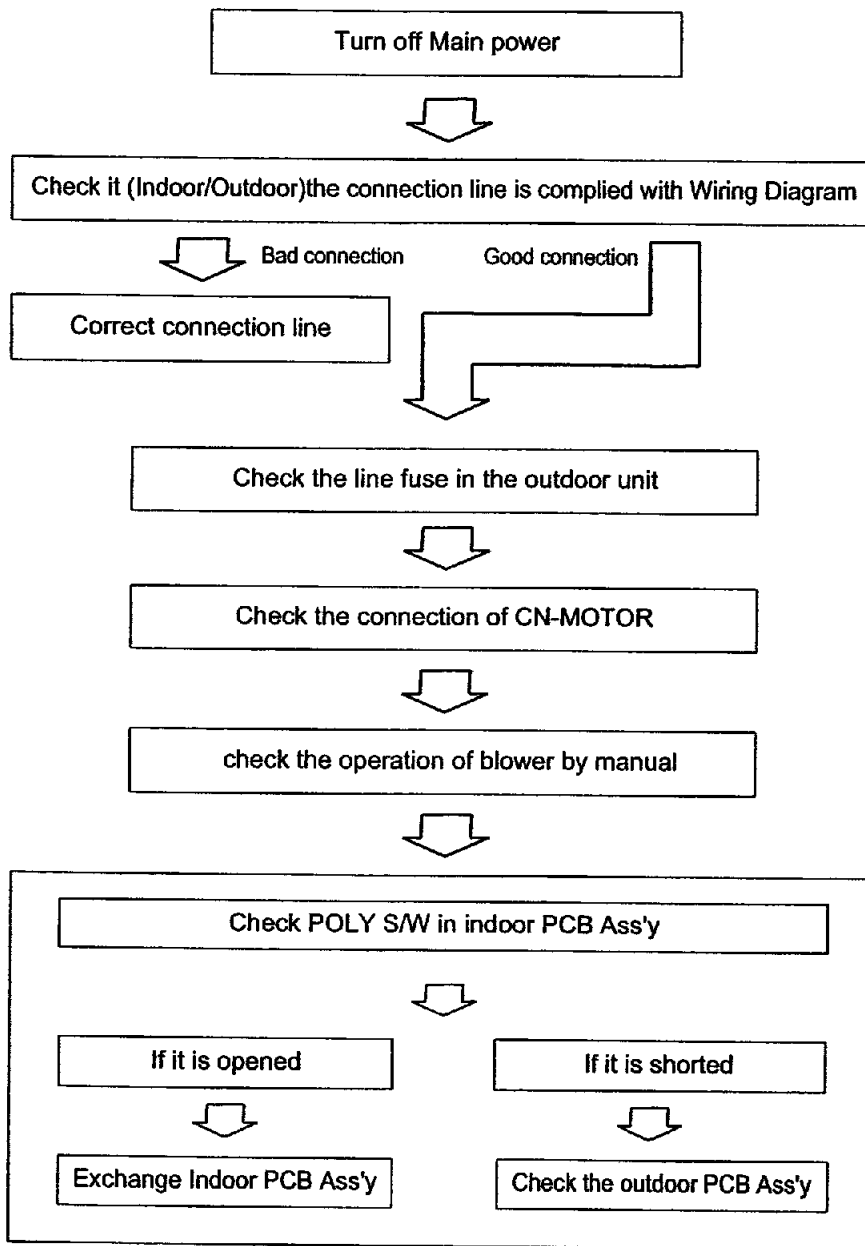 Turn off Main power
Check it (Indoor/Outdoor)the connection line is complied with Wiring Diagram
Bad connection
Good connection
Correct connection line
Check the line fuse in the outdoor unit
Check the connection of CN-MOTOR
check the operation of blower by manual
Check POLY S/W in indoor PCB Ass'y
If it is opened
If it is shorted
Exchange Indoor PCB Ass'y
Check the outdoor PCB Ass'y